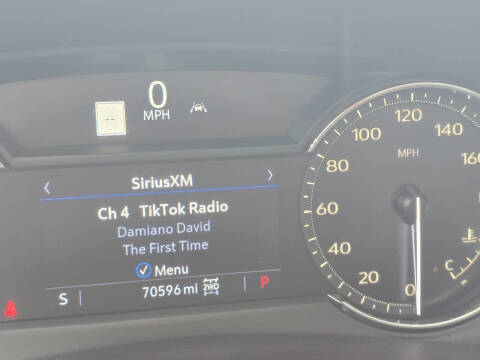 0
MPH
--
SiriusXM
Ch 4 TikTok Radio
Damiano David
The First Time
Menu
S 70596 mi 2WD P
0
20
40
60
80
100
120
140
160
MPH
C